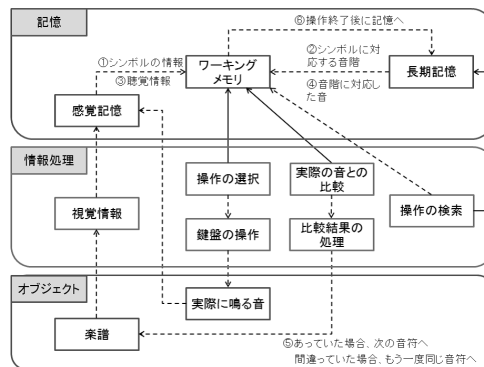 記憶
⑥操作終了後に記憶へ
①シンボルの情報
③聴覚情報
ワーキング
メモリ
②シンボルに対
応する音階
④音階に対応し
た音
長期記憶
感覚記憶
情報処理
視覚情報
操作の選択
実際の音との
比較
操作の検索
鍵盤の操作
比較結果の
処理
オブジェクト
実際に鳴る音
楽譜
⑤あっていた場合、次の音符へ
間違っていた場合、もう一度同じ音符へ